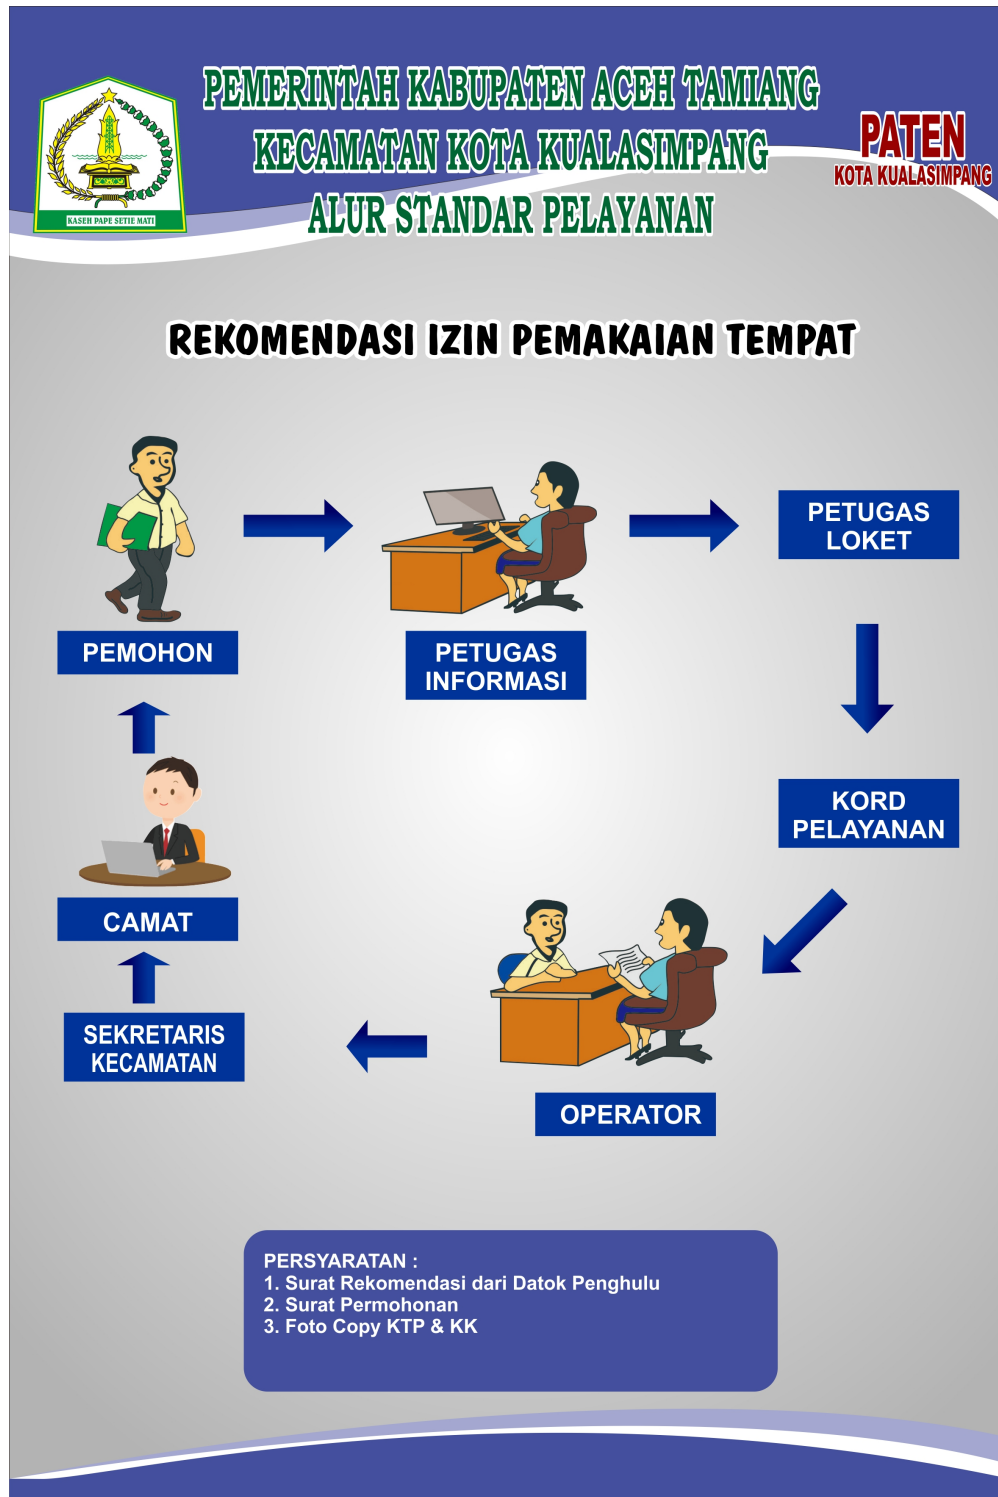 PEMERINTAH KABUPATEN ACEH TAMIANG
KECAMATAN KOTA KUALASIMPANG
ALUR STANDAR PELAYANAN
KASEH PAPE SETIE MATI
PATEN
KOTA KUALASIMPANG
REKOMENDASI IZIN PEMAKAIAN TEMPAT
PEMOHON
PETUGAS
INFORMASI
PETUGAS
LOKET
KORD
PELAYANAN
OPERATOR
SEKRETARIS
KECAMATAN
CAMAT
PERSYARATAN :
1. Surat Rekomendasi dari Datok Penghulu
2. Surat Permohonan
3. Foto Copy KTP & KK